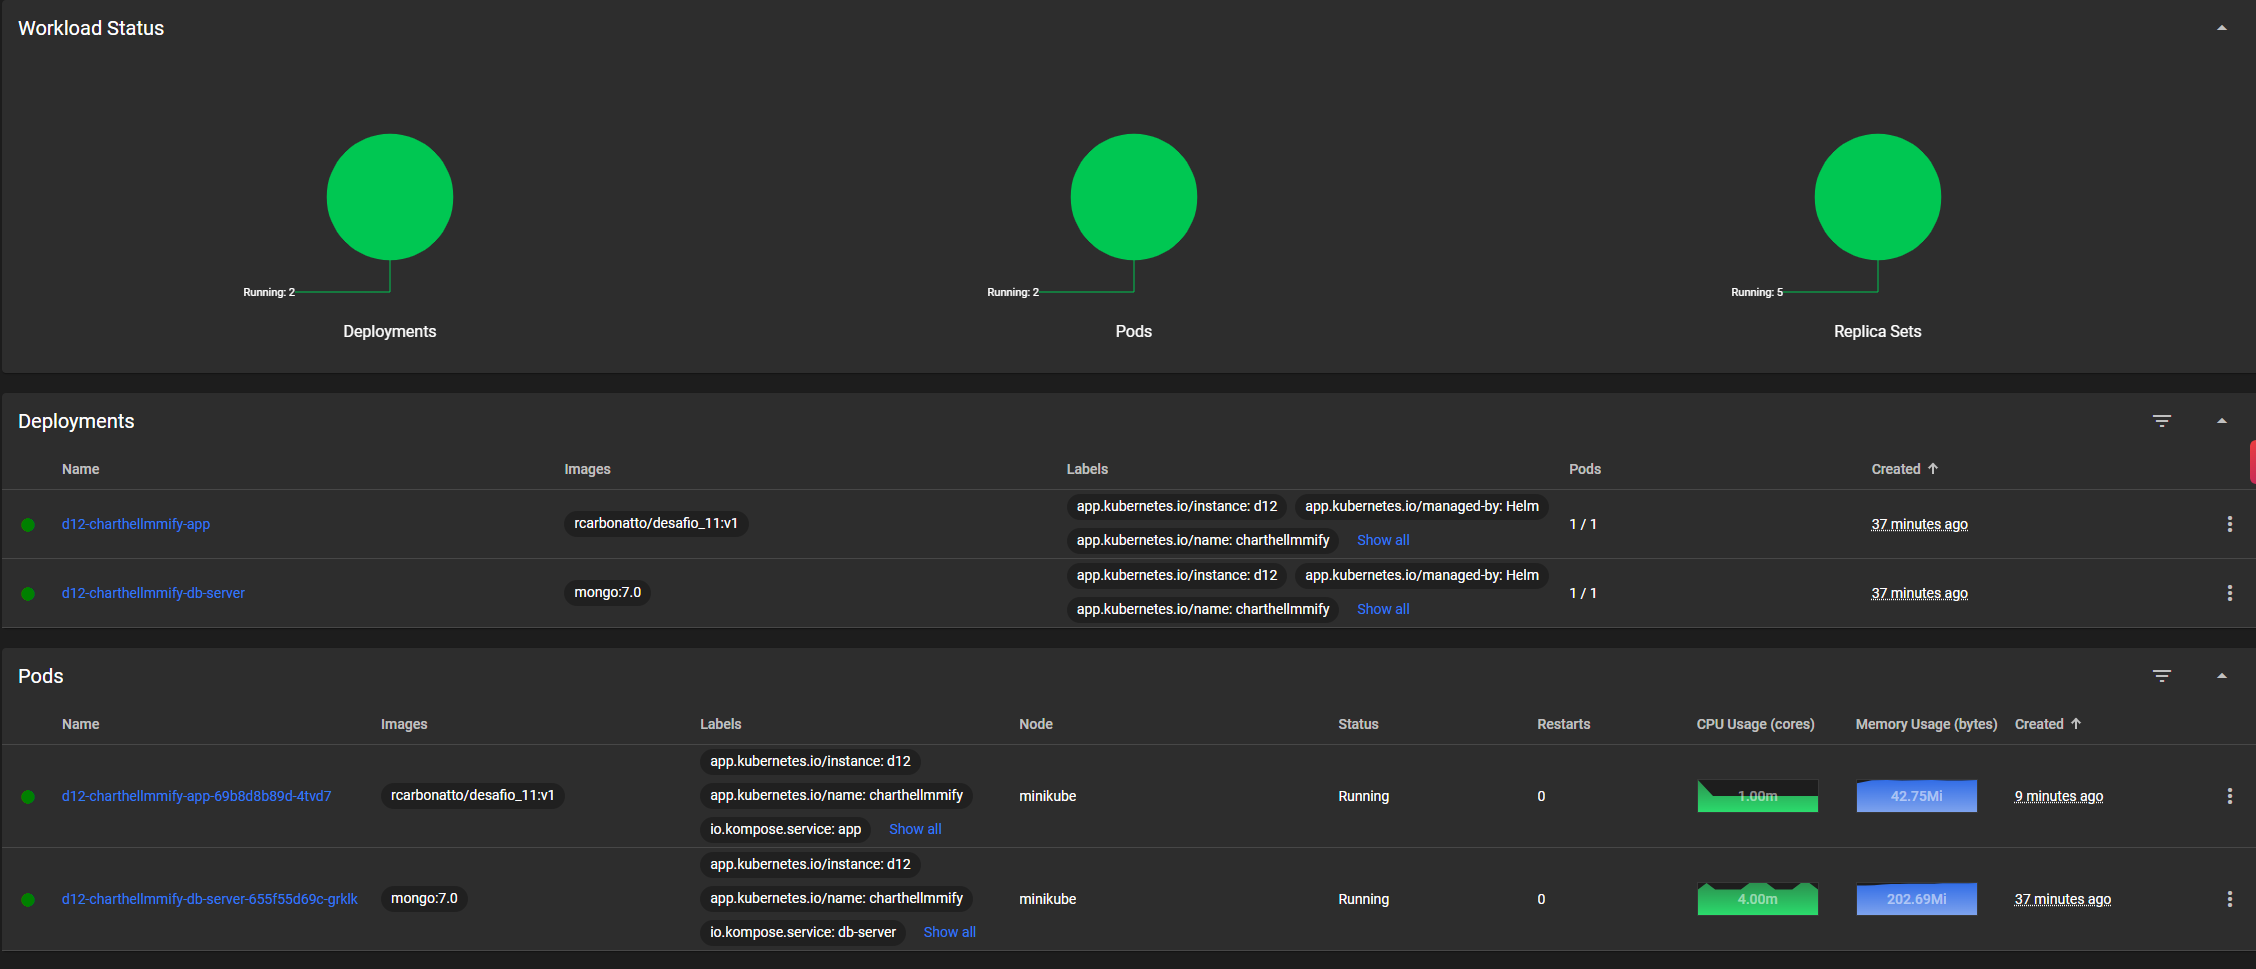 Workload Status
Running: 2
Running: 2
Running: 5
Deployments
Pods
Replica Sets
Deployments
Name Images Labels Pods Created
d12-charthellmmify-app rcarbonatto/desafio_11:v1 app.kubernetes.io/instance: d12 app.kubernetes.io/managed-by: Helm 1 / 1 37 minutes ago
app.kubernetes.io/name: charthellmmify Show all
d12-charthellmmify-db-server mongo:7.0 app.kubernetes.io/instance: d12 app.kubernetes.io/managed-by: Helm 1 / 1 37 minutes ago
app.kubernetes.io/name: charthellmmify Show all
Pods
Name Images Labels Node Status Restarts CPU Usage (cores) Memory Usage (bytes) Created
app.kubernetes.io/instance: d12
d12-charthellmmify-app-69b8d8b89d-4tvd7 rcarbonatto/desafio_11:v1 app.kubernetes.io/name: charthellmmify minikube Running 0 1.00m 42.75Mi 9 minutes ago
io.kompose.service: app Show all
app.kubernetes.io/instance: d12
d12-charthellmmify-db-server-655f55d69c-grklk mongo:7.0 app.kubernetes.io/name: charthellmmify minikube Running 0 4.00m 202.69Mi 37 minutes ago
io.kompose.service: db-server Show all